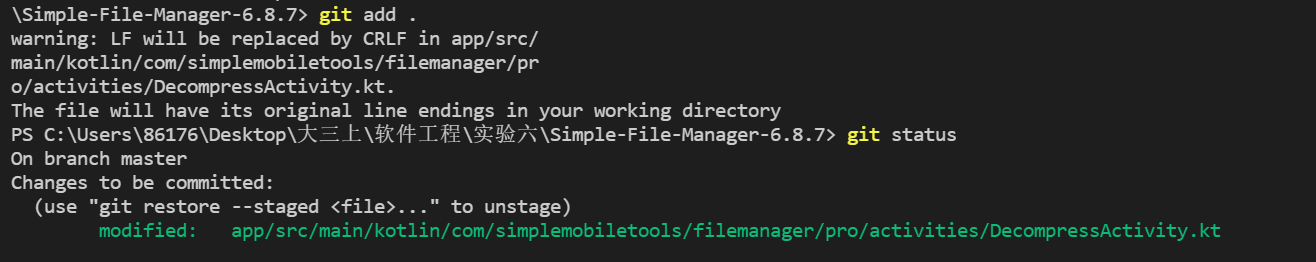 \Simple-File-Manager-6.8.7> git add .
warning: LF will be replaced by CRLF in app/src/
main/kotlin/com/simplemobiletools/filemanager/pr
o/activities/DecompressActivity.kt.
The file will have its original line endings in your working directory
PS C:\Users\86176\Desktop\大三上\软件工程\实验六\Simple-File-Manager-6.8.7> git status
On branch master
Changes to be committed:
  (use "git restore --staged <file>..." to unstage)
        modified:   app/src/main/kotlin/com/simplemobiletools/filemanager/pro/activities/DecompressActivity.kt